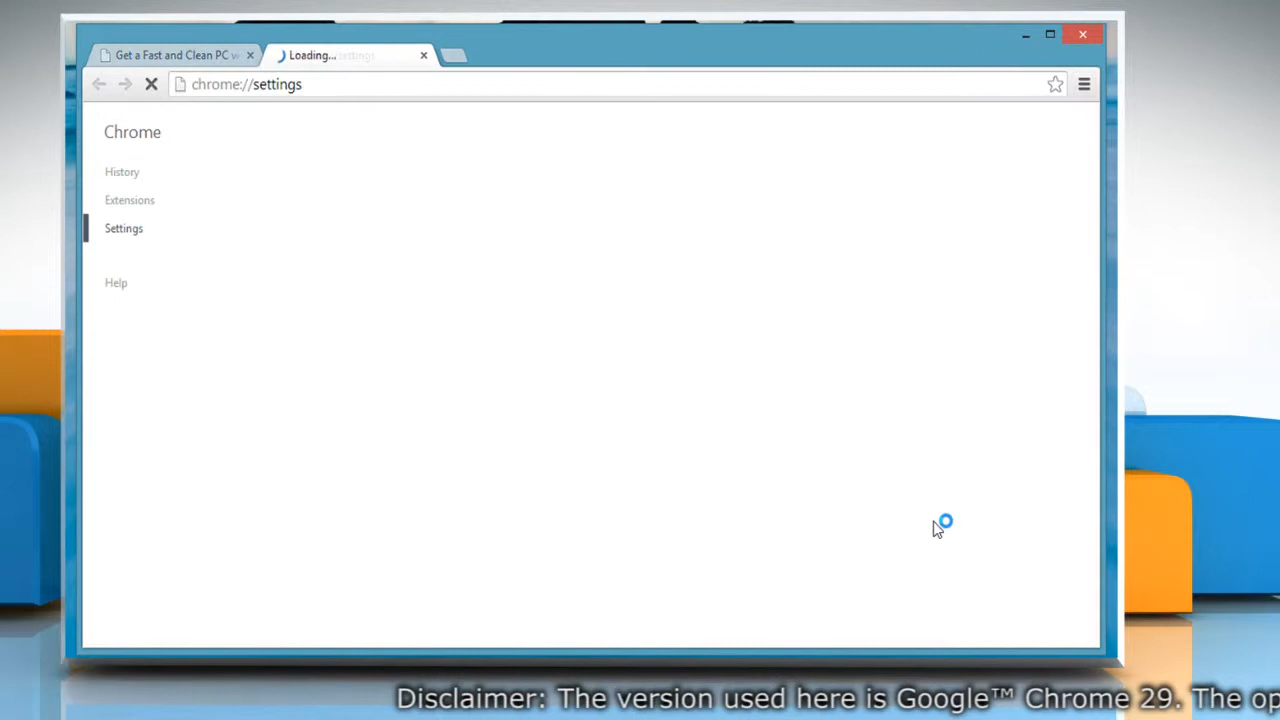 Get a Fast and Clean PC
Loading...
chrome://settings
Chrome
History
Extensions
Settings
Help
Disclaimer: The version used here is Google™ Chrome 29. The op